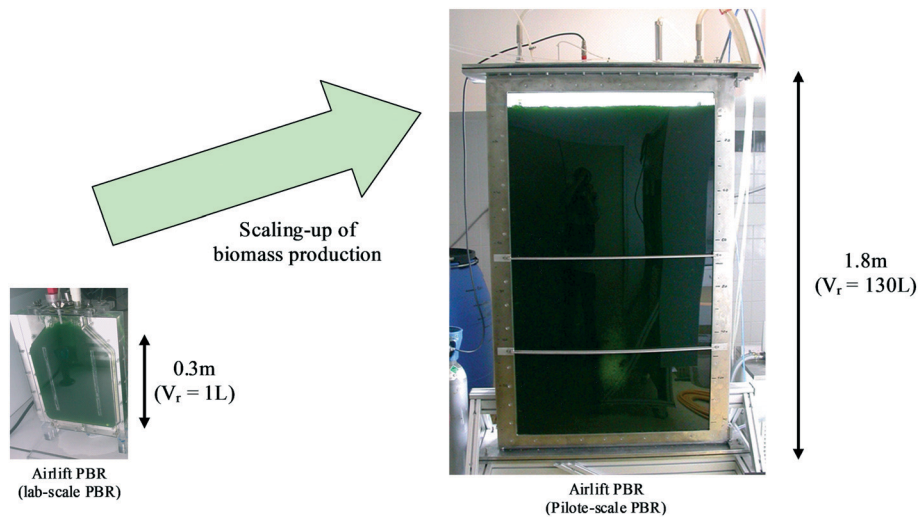 Scaling-up of
biomass production
0.3m
(Vr = 1L)
Airlift PBR
(lab-scale PBR)
1.8m
(Vr = 130L)
Airlift PBR
(Pilote-scale PBR)